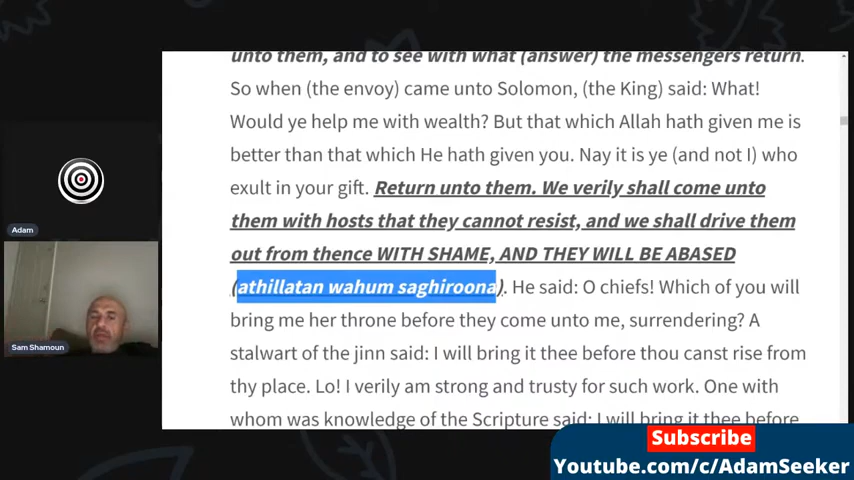 unto them, and to see with what (answer) the messengers return.
So when (the envoy) came unto Solomon, (the King) said: What!
Would ye help me with wealth? But that which Allah hath given me is
better than that which He hath given you. Nay it is ye (and not I) who
exult in your gift. Return unto them. We verily shall come unto
them with hosts that they cannot resist, and we shall drive them
out from thence WITH SHAME, AND THEY WILL BE ABASED
(athillatan wahum saghiroona). He said: O chiefs! Which of you will
bring me her throne before they come unto me, surrendering? A
stalwart of the jinn said: I will bring it thee before thou canst rise from
thy place. Lo! I verily am strong and trusty for such work. One with
whom was knowledge of the Scripture said: I will bring it thee before
Adam
Sam Shamoun
Subscribe
Youtube.com/c/AdamSeeker